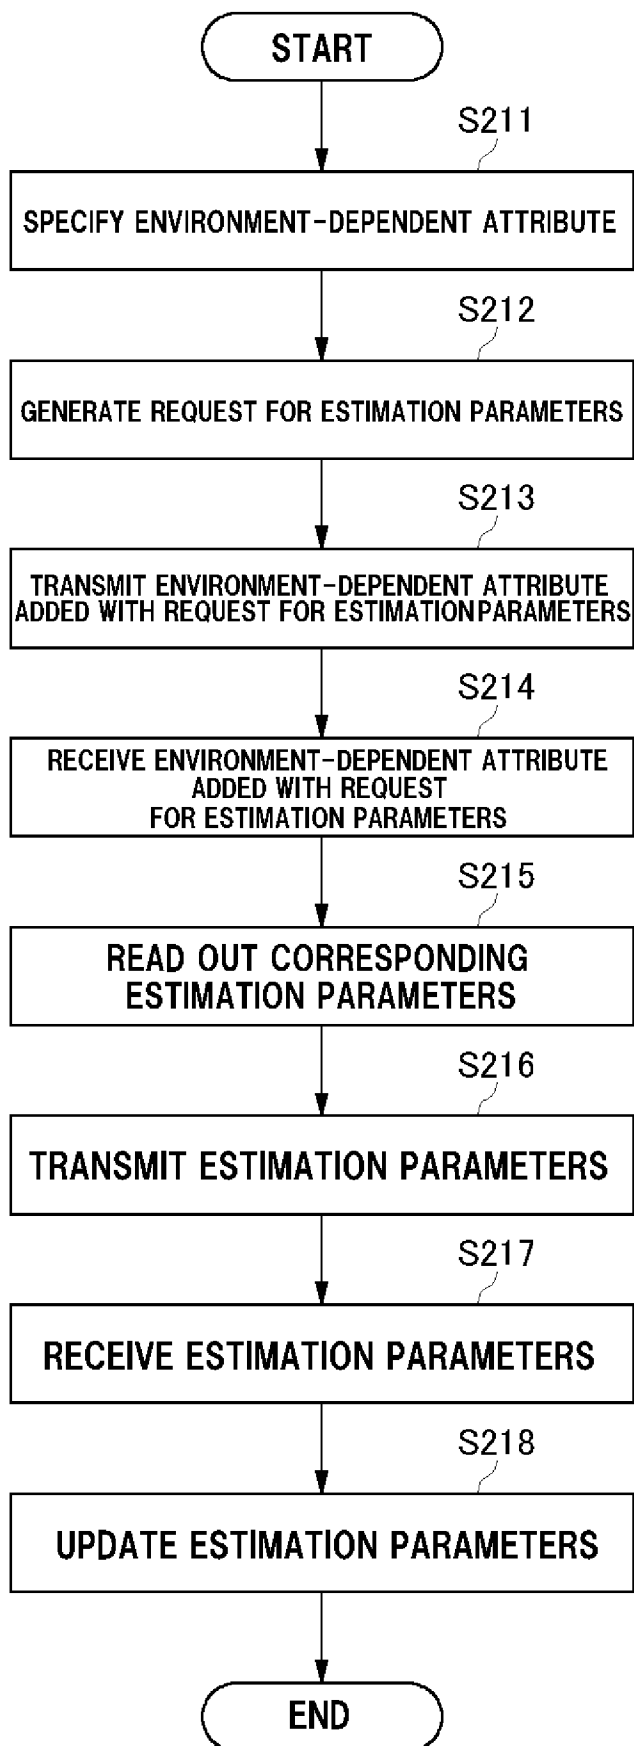 START
S211
SPECIFY ENVIRONMENT-DEPENDENT ATTRIBUTE
S212
GENERATE REQUEST FOR ESTIMATION PARAMETERS
S213
TRANSMIT ENVIRONMENT-DEPENDENT ATTRIBUTE
ADDED WITH REQUEST FOR ESTIMATION PARAMETERS
S214
RECEIVE ENVIRONMENT-DEPENDENT ATTRIBUTE
ADDED WITH REQUEST
FOR ESTIMATION PARAMETERS
S215
READ OUT CORRESPONDING
ESTIMATION PARAMETERS
S216
TRANSMIT ESTIMATION PARAMETERS
S217
RECEIVE ESTIMATION PARAMETERS
S218
UPDATE ESTIMATION PARAMETERS
END